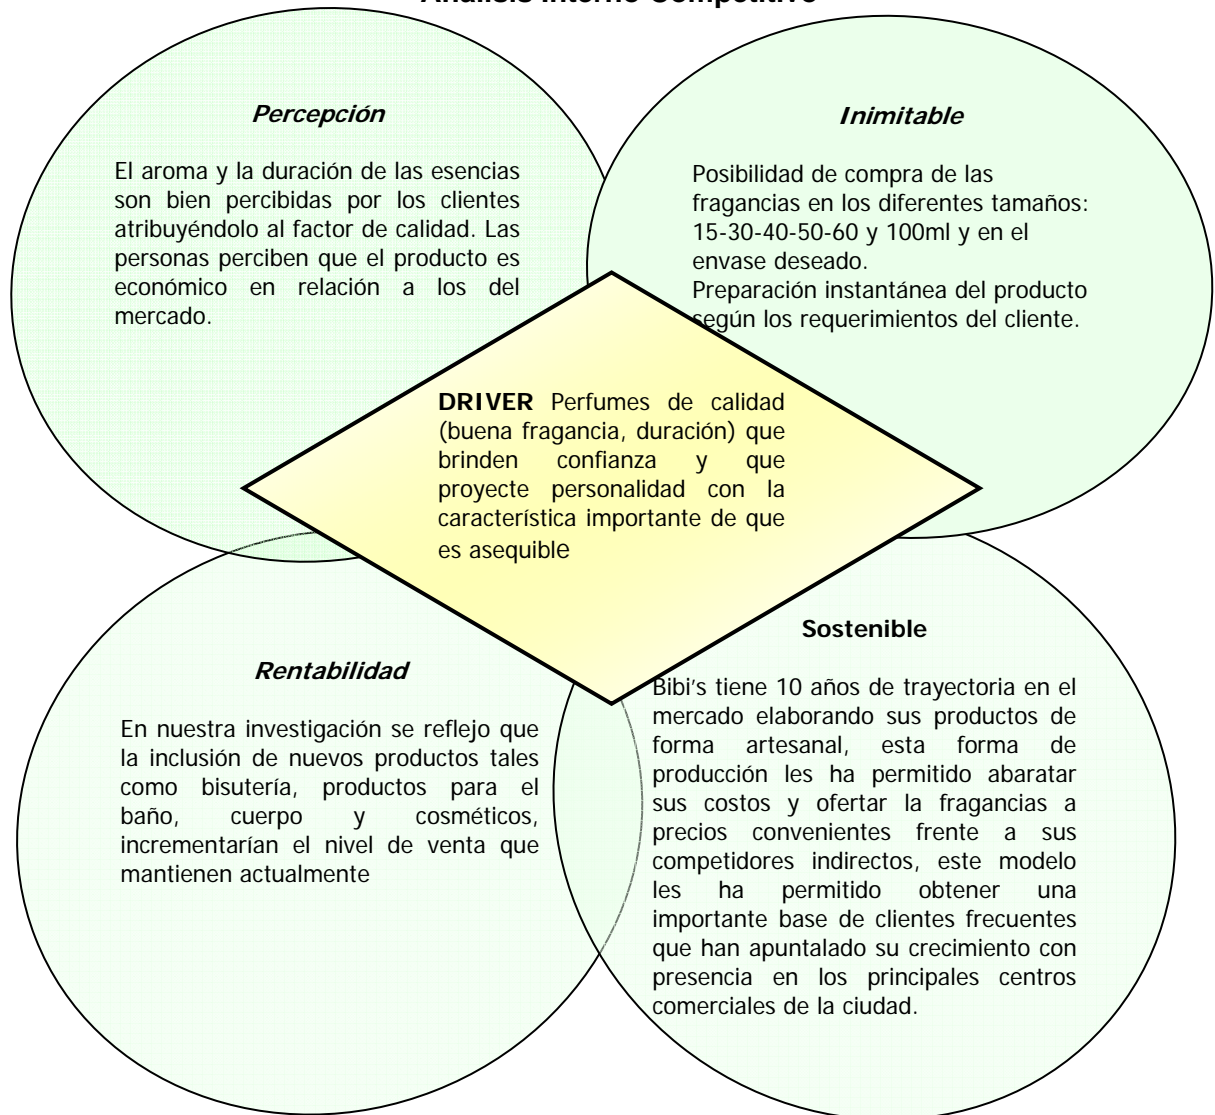 Análisis Interno Competitivo
Percepción
El aroma y la duración de las esencias
son bien percibidas por los clientes
atribuyéndolo al factor de calidad. Las
personas perciben que el producto es
económico en relación a los del
mercado.
Inimitable
Posibilidad de compra de las
fragancias en los diferentes tamaños:
15-30-40-50-60 y 100ml y en el
envase deseado.
Preparación instantánea del producto
según los requerimientos del cliente.
DRIVER Perfumes de calidad
(buena fragancia, duración) que
brinden confianza y que
proyecte personalidad con la
característica importante de que
es asequible
Rentabilidad
En nuestra investigación se reflejo que
la inclusión de nuevos productos tales
como bisutería, productos para el
baño, cuerpo y cosméticos,
incrementarían el nivel de venta que
mantienen actualmente
Sostenible
Bibi's tiene 10 años de trayectoria en el
mercado elaborando sus productos de
forma artesanal, esta forma de
producción les ha permitido abaratar
sus costos y ofertar la fragancias a
precios convenientes frente a sus
competidores indirectos, este modelo
les ha permitido obtener una
importante base de clientes frecuentes
que han apuntalado su crecimiento con
presencia en los principales centros
comerciales de la ciudad.